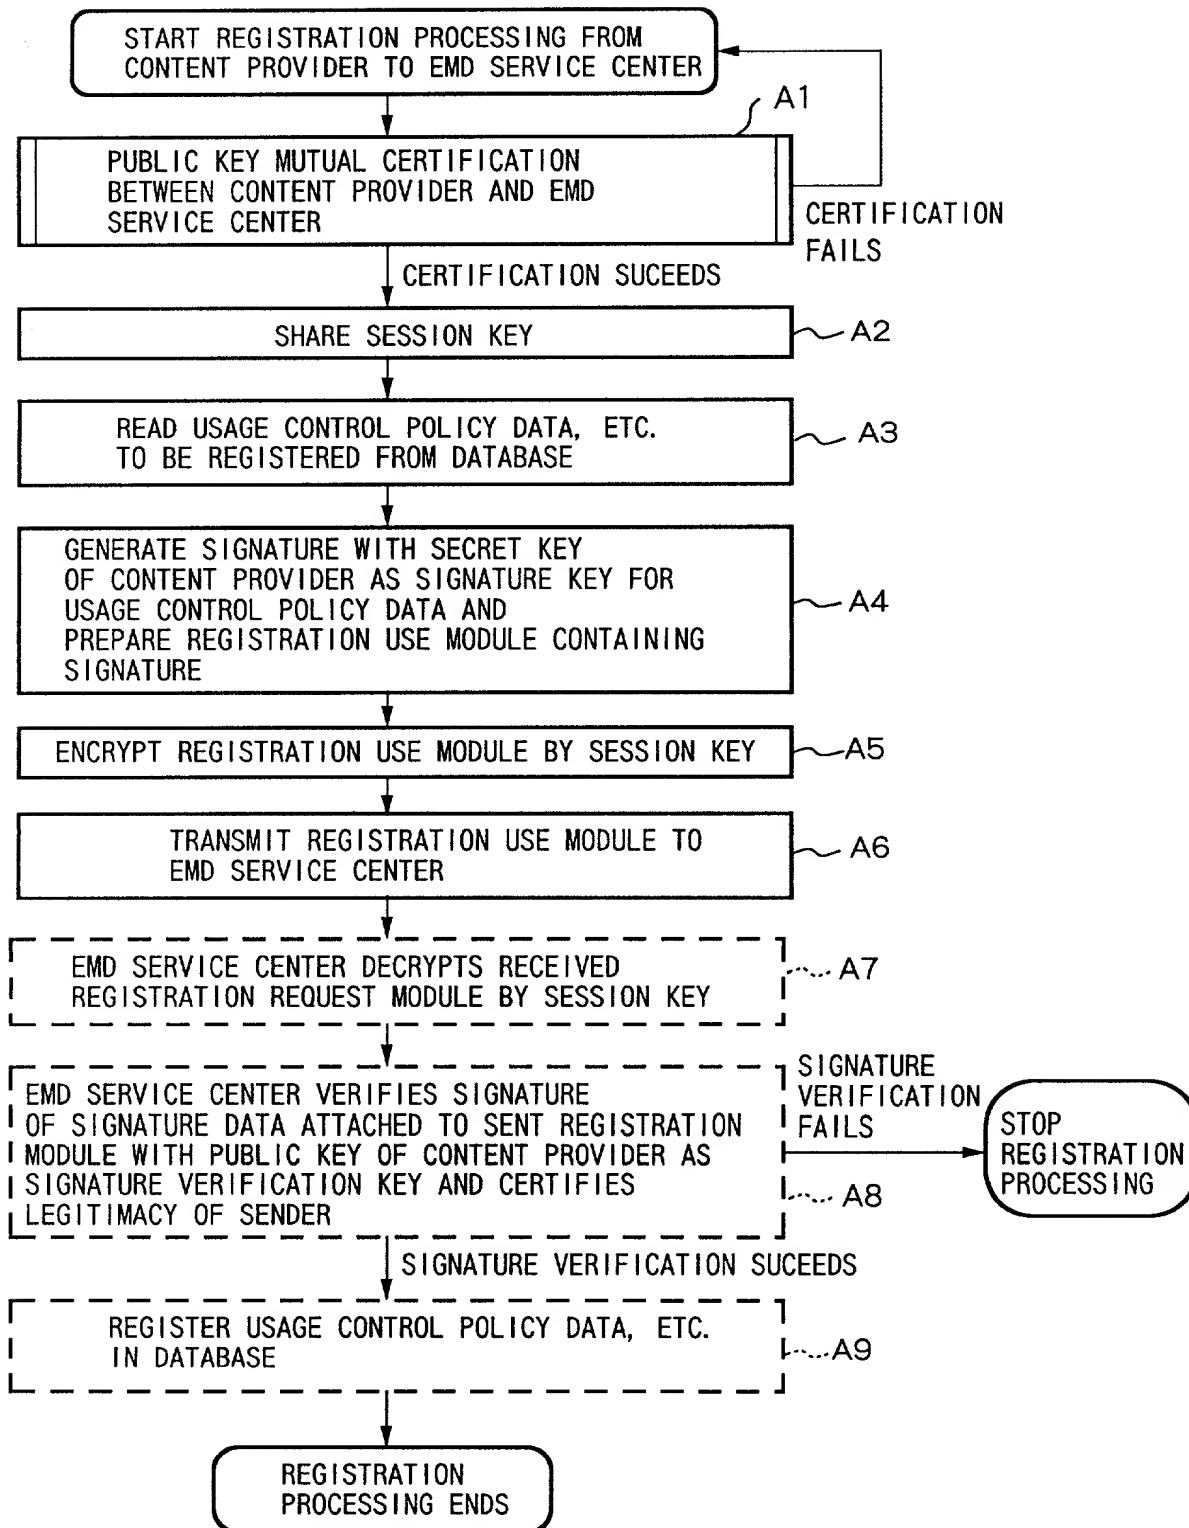 START REGISTRATION PROCESSING FROM
CONTENT PROVIDER TO EMD SERVICE CENTER
A1
PUBLIC KEY MUTUAL CERTIFICATION
BETWEEN CONTENT PROVIDER AND EMD
SERVICE CENTER
CERTIFICATION
FAILS
CERTIFICATION SUCEEDS
SHARE SESSION KEY
A2
READ USAGE CONTROL POLICY DATA, ETC.
TO BE REGISTERED FROM DATABASE
A3
GENERATE SIGNATURE WITH SECRET KEY
OF CONTENT PROVIDER AS SIGNATURE KEY FOR
USAGE CONTROL POLICY DATA AND
PREPARE REGISTRATION USE MODULE CONTAINING
SIGNATURE
A4
ENCRYPT REGISTRATION USE MODULE BY SESSION KEY
A5
TRANSMIT REGISTRATION USE MODULE TO
EMD SERVICE CENTER
A6
EMD SERVICE CENTER DECRYPTS RECEIVED
REGISTRATION REQUEST MODULE BY SESSION KEY
A7
EMD SERVICE CENTER VERIFIES SIGNATURE
OF SIGNATURE DATA ATTACHED TO SENT REGISTRATION
MODULE WITH PUBLIC KEY OF CONTENT PROVIDER AS
SIGNATURE VERIFICATION KEY AND CERTIFIES
LEGITIMACY OF SENDER
A8
SIGNATURE
VERIFICATION
FAILS
STOP
REGISTRATION
PROCESSING
SIGNATURE VERIFICATION SUCEEDS
REGISTER USAGE CONTROL POLICY DATA, ETC.
IN DATABASE
A9
REGISTRATION
PROCESSING ENDS